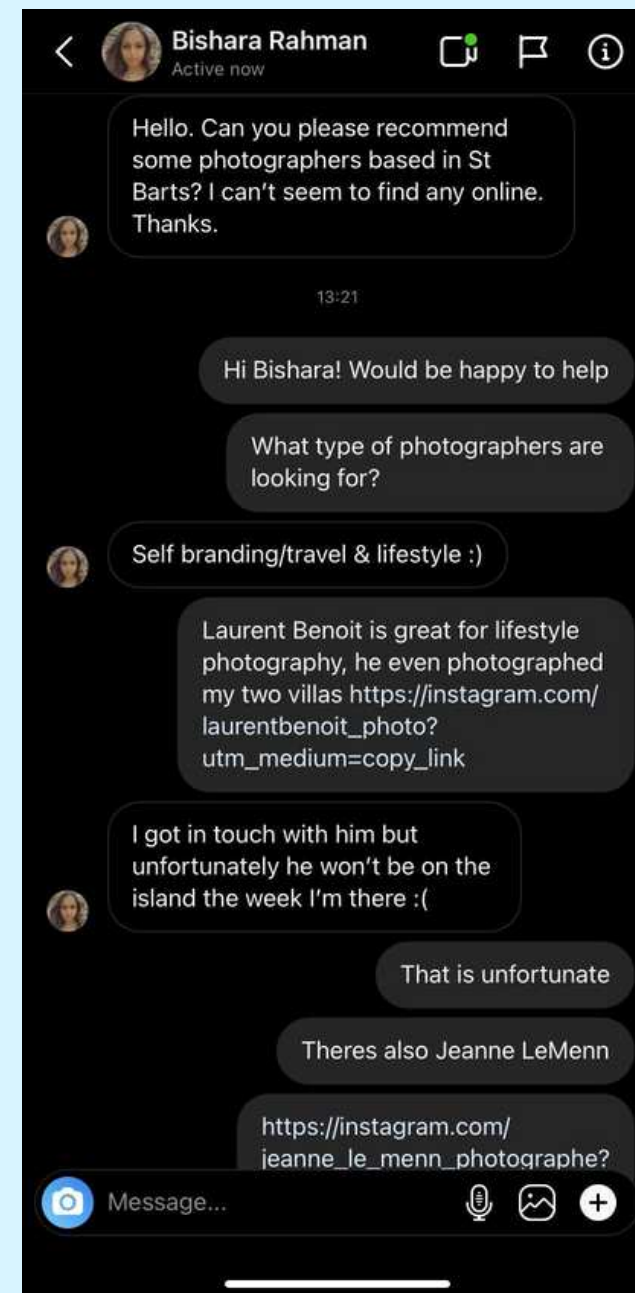 Bishara Rahman
Active now
Hello. Can you please recommend
some photographers based in St
Barts? I can't seem to find any online.
Thanks.
13:21
Hi Bishara! Would be happy to help
What type of photographers are
looking for?
Self branding/travel & lifestyle :)
Laurent Benoit is great for lifestyle
photography, he even photographed
my two villas https://instagram.com/
laurentbenoit_photo?
utm_medium=copy_link
I got in touch with him but
unfortunately he won't be on the
island the week I'm there :(
That is unfortunate
Theres also Jeanne LeMenn
https://instagram.com/
jeanne_le_menn_photographe?
Message...